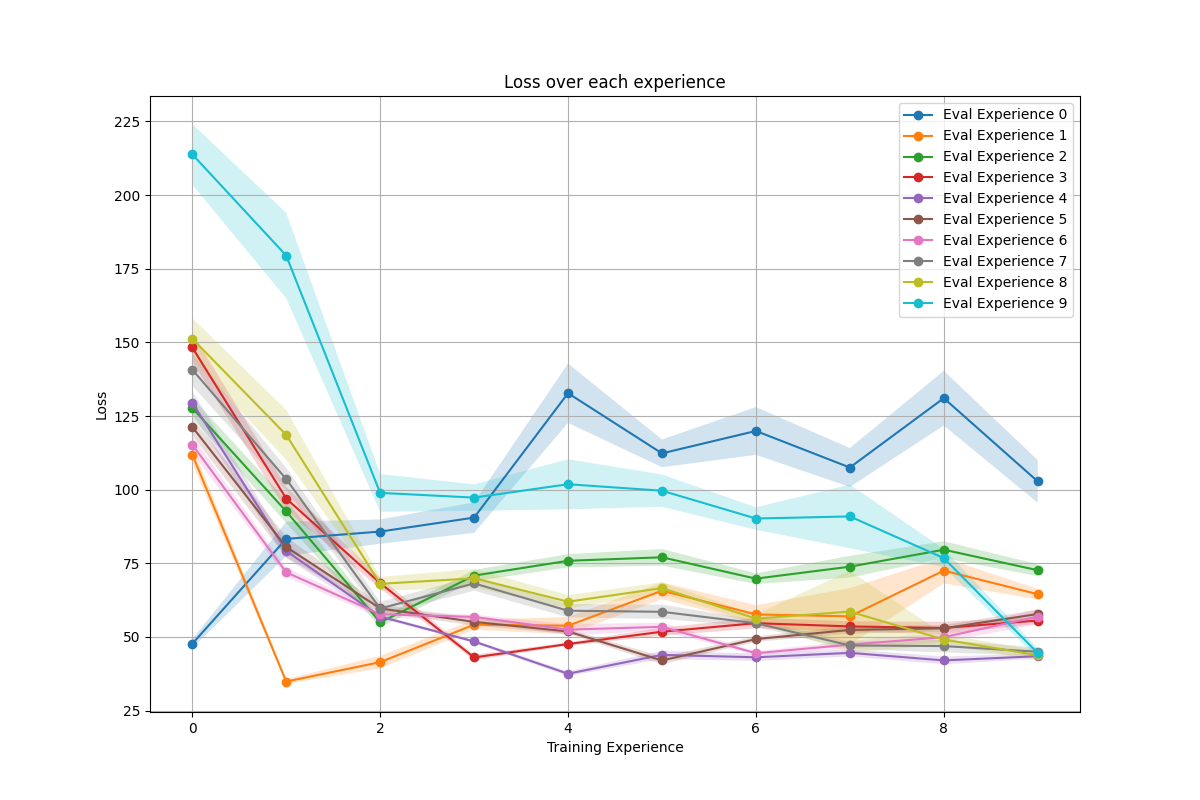 Loss over each experience
225
200
175
150
125
100
75
50
25
Loss
0
2
4
6
8
Training Experience
Eval Experience 0
Eval Experience 1
Eval Experience 2
Eval Experience 3
Eval Experience 4
Eval Experience 5
Eval Experience 6
Eval Experience 7
Eval Experience 8
Eval Experience 9